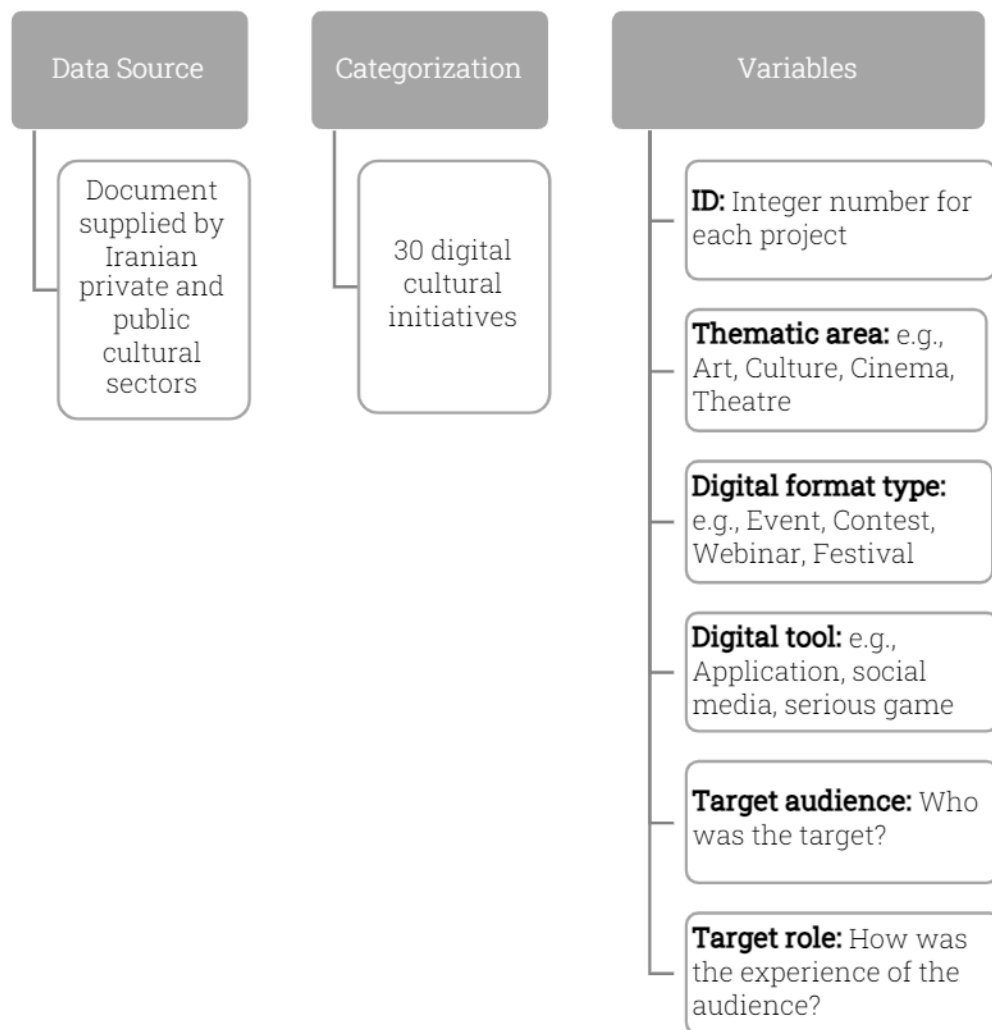 Data Source
Document
supplied by
Iranian
private and
public
cultural
sectors
Categorization
30 digital
cultural
initiatives
Variables
ID: Integer number for
each project
Thematic area: e.g.,
Art, Culture, Cinema,
Theatre
Digital format type:
e.g., Event, Contest,
Webinar, Festival
Digital tool: e.g.,
Application, social
media, serious game
Target audience: Who
was the target?
Target role: How was
the experience of the
audience?